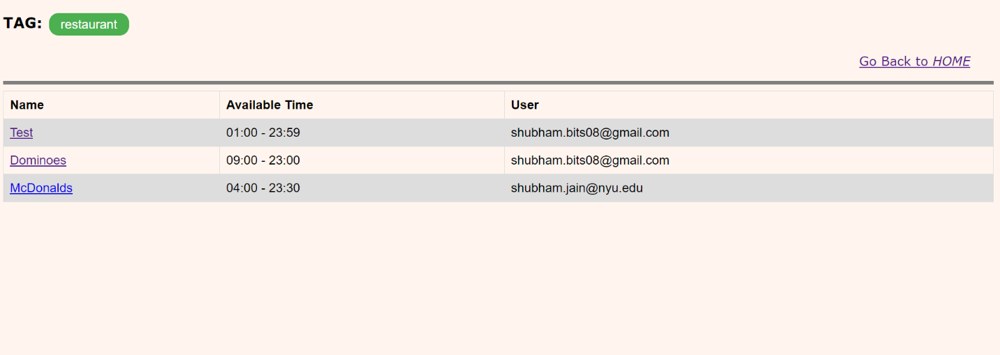 TAG: restaurant
Go Back to HOME
Name Available Time User
Test 01:00 - 23:59 shubham.bits08@gmail.com
Dominoes 09:00 - 23:00 shubham.bits08@gmail.com
McDonalds 04:00 - 23:30 shubham.jain@nyu.edu